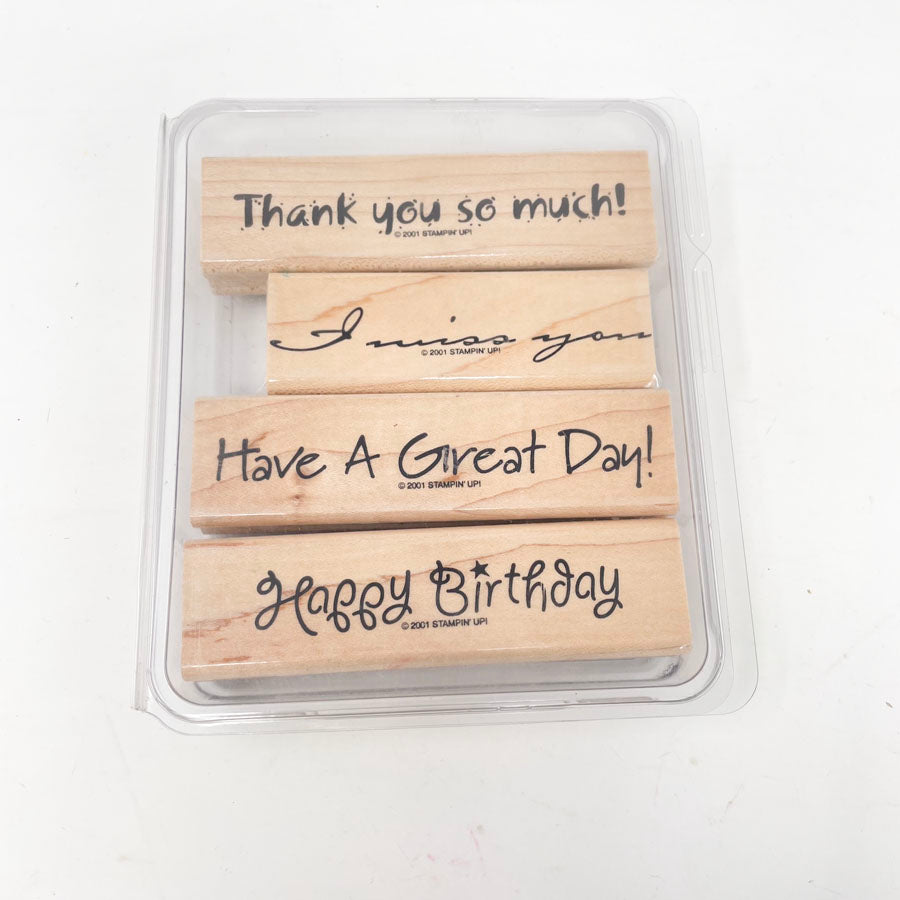 Thank you so much!
© 2001 STAMPIN' UP!
I miss you
© 2001 STAMPIN' UP!
Have A Great Day!
© 2001 STAMPIN' UP!
Happy Birthday
© 2001 STAMPIN' UP!